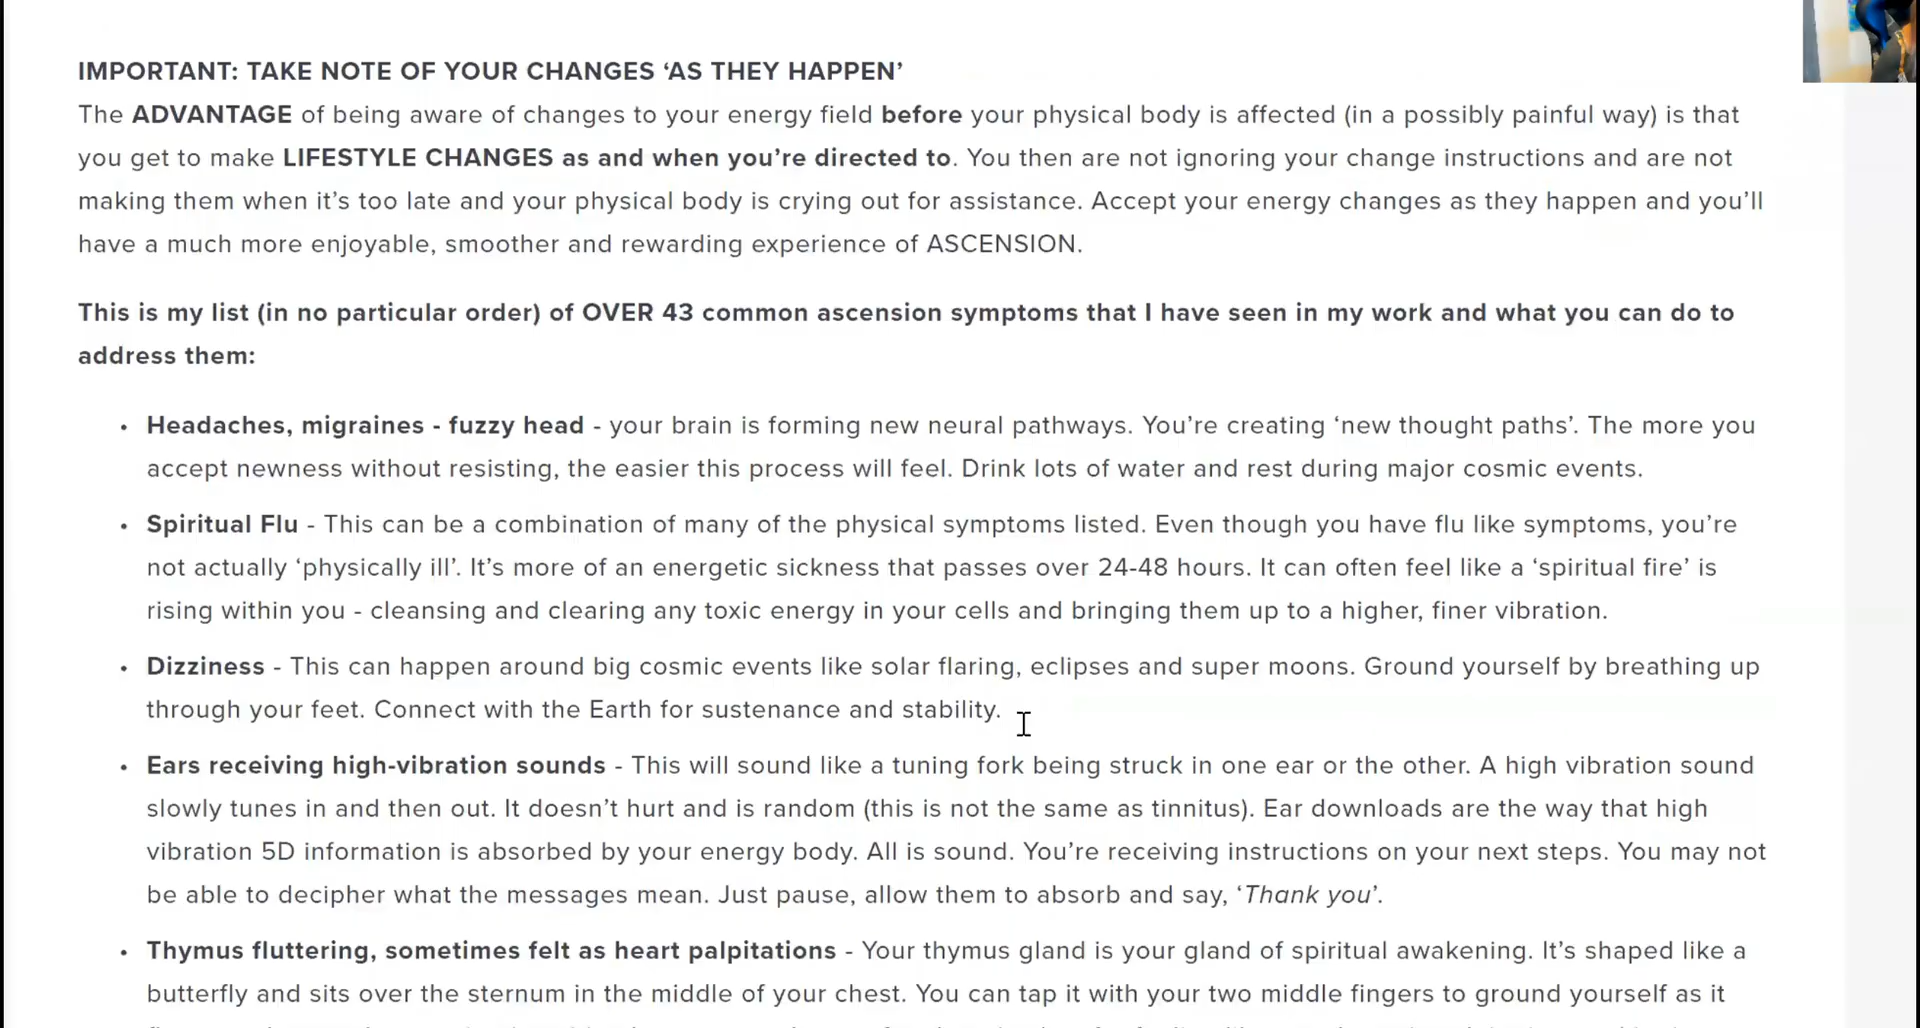 IMPORTANT: TAKE NOTE OF YOUR CHANGES ‘AS THEY HAPPEN’
The ADVANTAGE of being aware of changes to your energy field before your physical body is affected (in a possibly painful way) is that
you get to make LIFESTYLE CHANGES as and when you’re directed to. You then are not ignoring your change instructions and are not
making them when it’s too late and your physical body is crying out for assistance. Accept your energy changes as they happen and you’ll
have a much more enjoyable, smoother and rewarding experience of ASCENSION.
This is my list (in no particular order) of OVER 43 common ascension symptoms that I have seen in my work and what you can do to
address them:
• Headaches, migraines - fuzzy head - your brain is forming new neural pathways. You’re creating ‘new thought paths’. The more you
accept newness without resisting, the easier this process will feel. Drink lots of water and rest during major cosmic events.
• Spiritual Flu - This can be a combination of many of the physical symptoms listed. Even though you have flu like symptoms, you’re
not actually ‘physically ill’. It’s more of an energetic sickness that passes over 24-48 hours. It can often feel like a ‘spiritual fire’ is
rising within you - cleansing and clearing any toxic energy in your cells and bringing them up to a higher, finer vibration.
• Dizziness - This can happen around big cosmic events like solar flaring, eclipses and super moons. Ground yourself by breathing up
through your feet. Connect with the Earth for sustenance and stability.
• Ears receiving high-vibration sounds - This will sound like a tuning fork being struck in one ear or the other. A high vibration sound
slowly tunes in and then out. It doesn’t hurt and is random (this is not the same as tinnitus). Ear downloads are the way that high
vibration 5D information is absorbed by your energy body. All is sound. You’re receiving instructions on your next steps. You may not
be able to decipher what the messages mean. Just pause, allow them to absorb and say, ‘Thank you’.
• Thymus fluttering, sometimes felt as heart palpitations - Your thymus gland is your gland of spiritual awakening. It’s shaped like a
butterfly and sits over the sternum in the middle of your chest. You can tap it with your two middle fingers to ground yourself as it